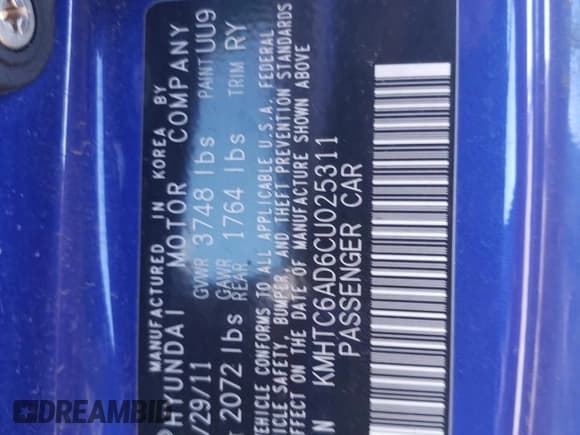 MANUFACTURED IN KOREA BY
HYUNDAI MOTOR COMPANY
/29/11 GVWR 3748 lbs PAINT UU9
2072 lbs GAWR REAR 1764 lbs TRIM RY
VEHICLE CONFORMS TO ALL APPLICABLE U.S.A. FEDERAL
ICLE SAFETY, BUMPER, AND THEFT PREVENTION STANDARDS
EFFECT ON THE DATE OF MANUFACTURE SHOWN ABOVE
N KMHTC6AD6CU025311
PASSENGER CAR
DREAMBID